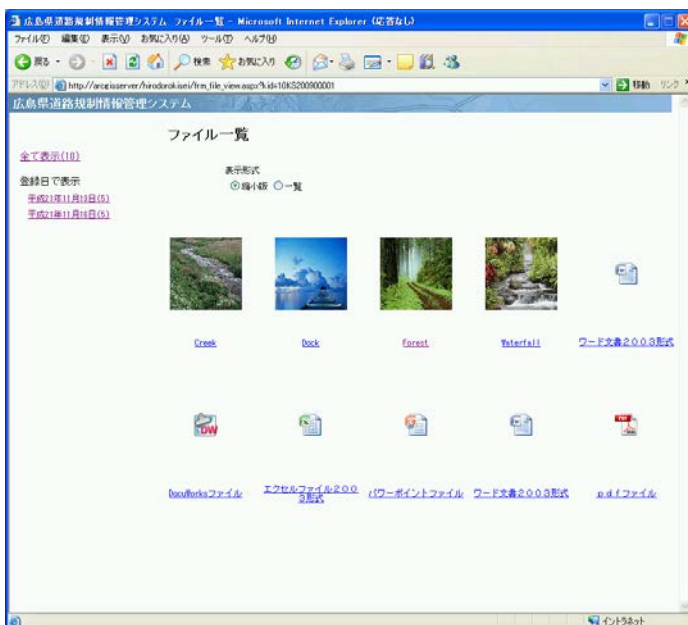 広島県道路規制情報管理システム ファイル一覧 - Microsoft Internet Explorer (応答なし)
ファイル(F) 編集(E) 表示(V) お気に入り(A) ツール(T) ヘルプ(H)
戻る 検索 お気に入り
アドレス(D) http://arcgisserver/hirodorokisei/frm_file_view.aspx?kid=10KS200900001 移動 リンク
広島県道路規制情報管理システム
ファイル一覧
全て表示(10)
表示形式
縮小版 一覧
登録日で表示
平成21年11月13日(5)
平成21年11月16日(5)
Creek Dock Forest Waterfall ワード文書2003形式
DocuWorksファイル エクセルファイル200
3形式 パワーポイントファイル ワード文書2003形式 pdfファイル
イントラネット